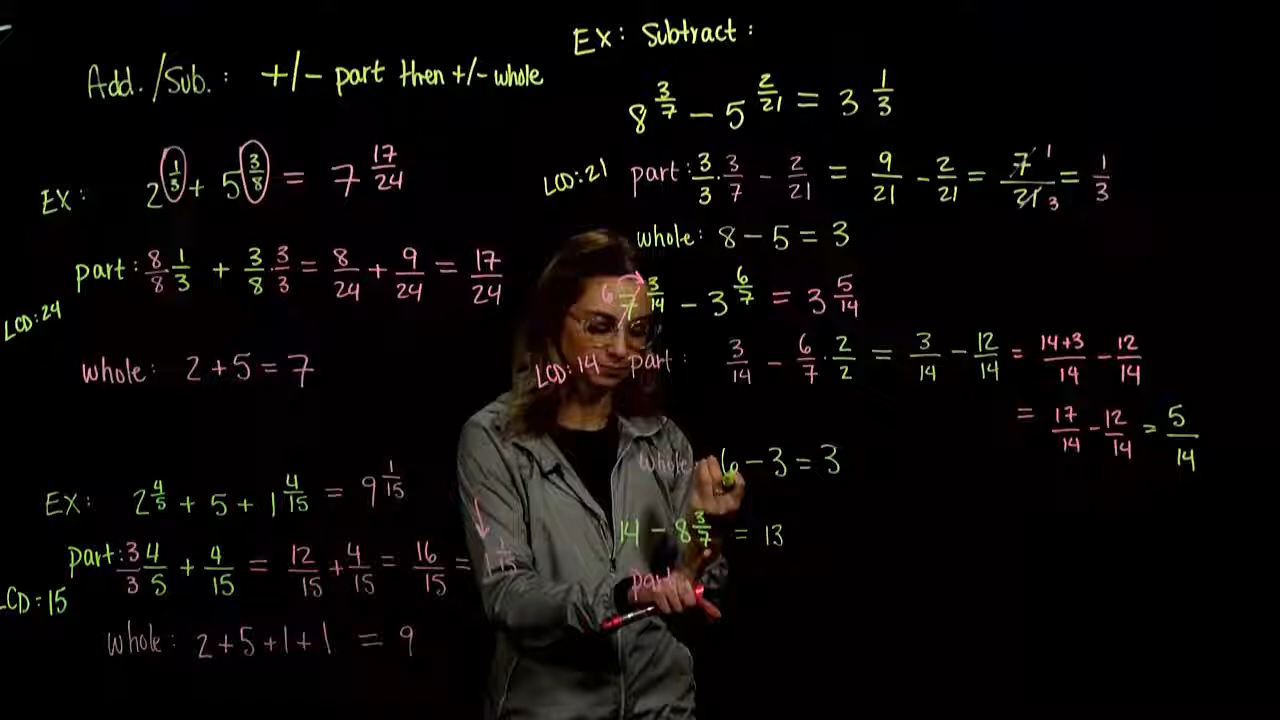 Add./Sub.: +/- part then +/- whole
EX: 2 1/3 + 5 3/8 = 7 17/24
LCD:24
part: 8/8 · 1/3 + 3/8 · 3/3 = 8/24 + 9/24 = 17/24
whole: 2 + 5 = 7
EX: 2 4/5 + 5 + 1 4/15 = 9 1/15
LCD=15
part: 3/3 4/5 + 4/15 = 12/15 + 4/15 = 16/15 = 1 1/15
whole: 2 + 5 + 1 + 1 = 9
EX: Subtract:
8 3/7 - 5 2/21 = 3 1/3
LCD:21
part: 3/3 · 3/7 - 2/21 = 9/21 - 2/21 = 7 1/21 3 = 1/3
whole: 8 - 5 = 3
6 7 3/14 - 3 6/7 = 3 5/14
LCD:14 part: 3/14 - 6/7 · 2/2 = 3/14 - 12/14 = 14+3/14 - 12/14
= 17/14 - 12/14 = 5/14
whole: 6 - 3 = 3
14 - 8 3/7 = 13
part